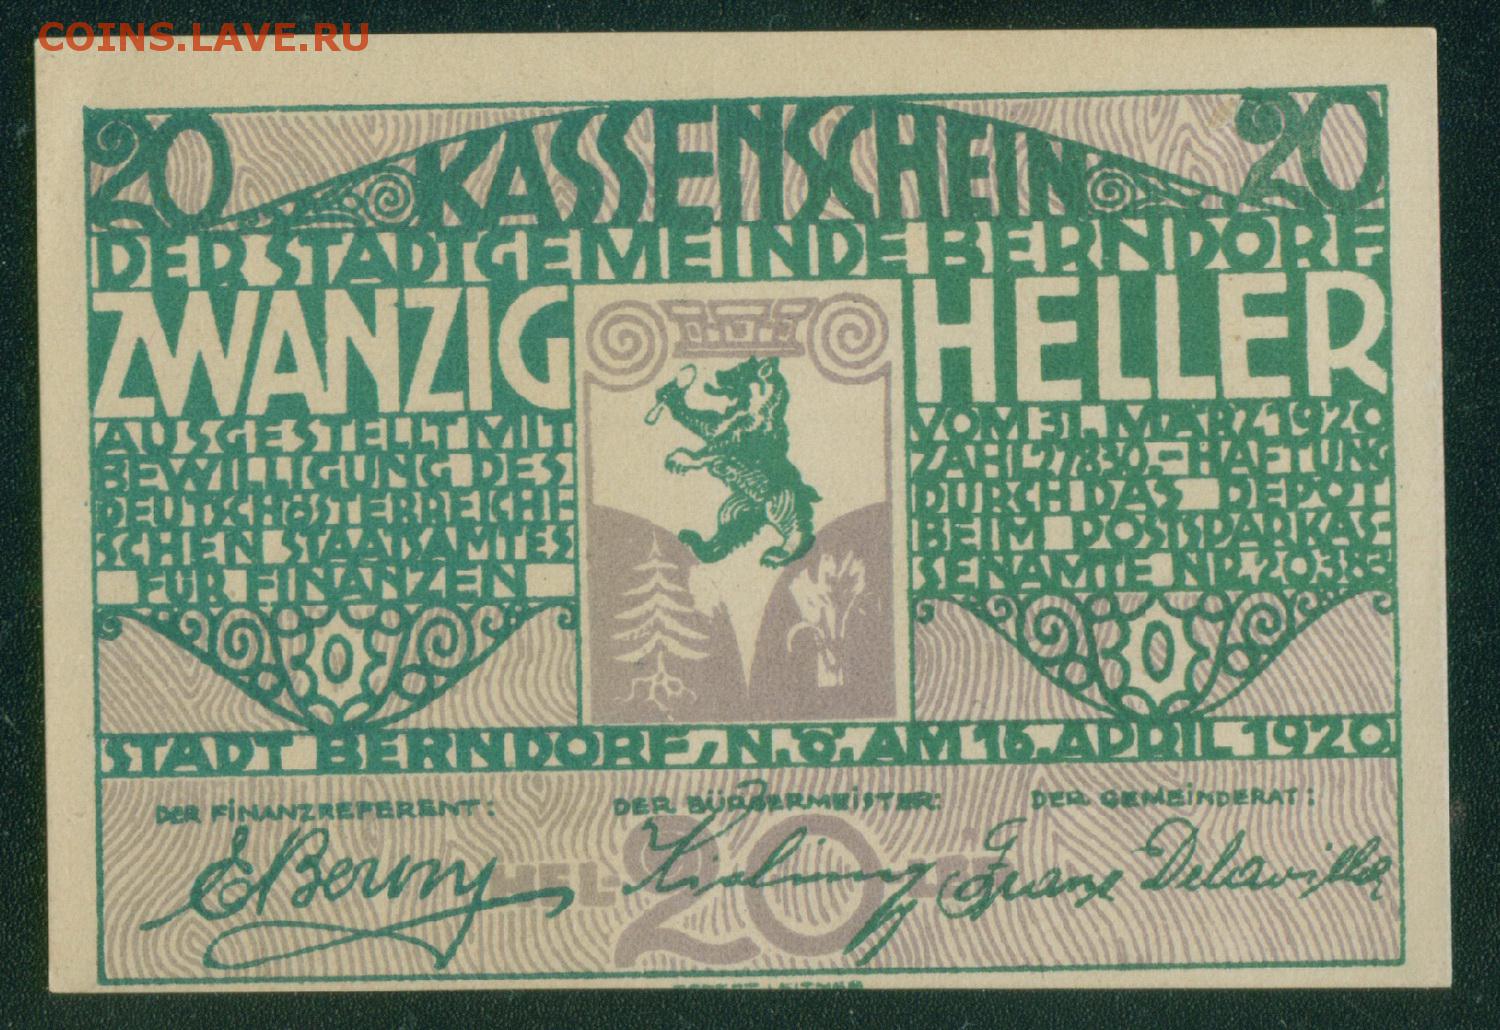 COINS.LAVE.RU
20 KASSENSCHEIN 20
DER STADTGEMEINDE BERNDORF
ZWANZIG HELLER
AUSGESTELLT MIT
BEWILLIGUNG DES
DEUTSCHÖSTERREICHI-
SCHEN STAATSAMTES
FÜR FINANZEN
VOM 31. MÄRZ 1920
ZAHL 27830.- HAFTUNG
DURCH DAS DEPOT
BEIM POSTSPARKAS-
SENAMTE NR. 20383
STADT BERNDORF, N.Ö. AM 16. APRIL 1920
DER FINANZREFERENT: DER BÜRGERMEISTER: DER GEMEINDERAT:
HEL- 20 LER
Franz